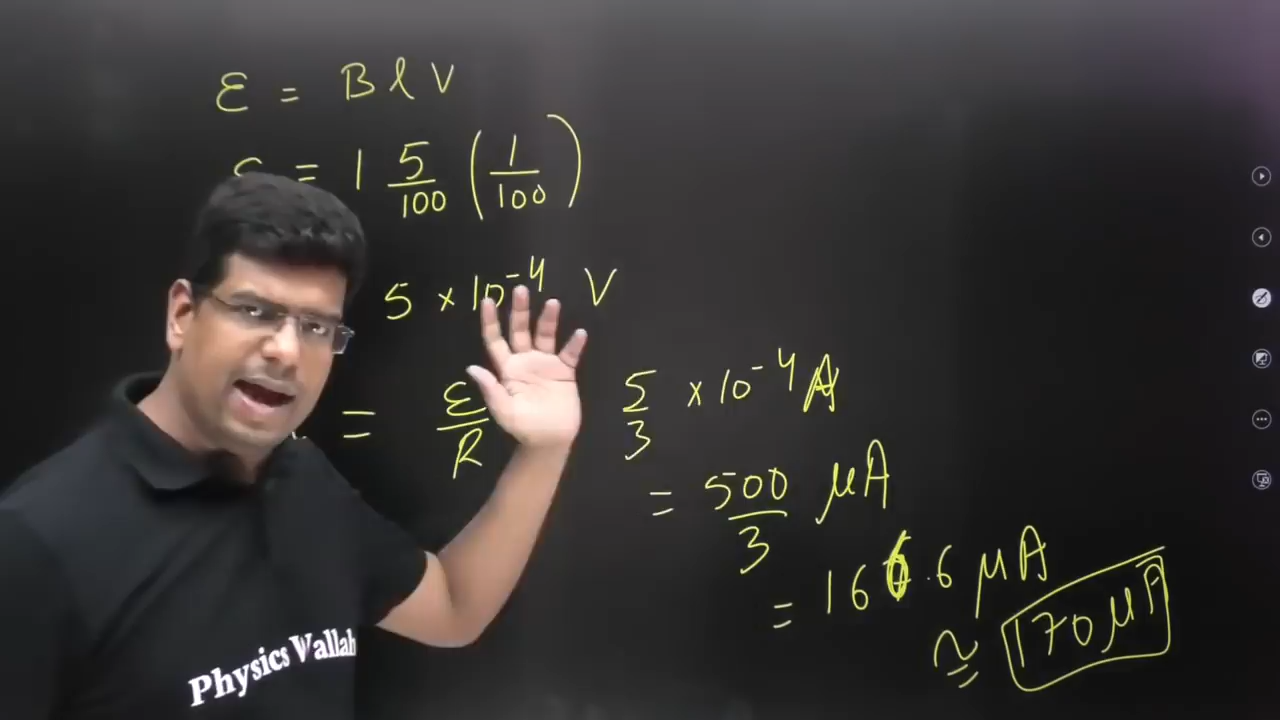 ε = B l V
ε = 1 5/100 (1/100)
5 × 10⁻⁴ V
= ε/R 5/3 × 10⁻⁴ A
= 500/3 μA
= 166.6 μA
≅ 170 μA
Physics Wallah